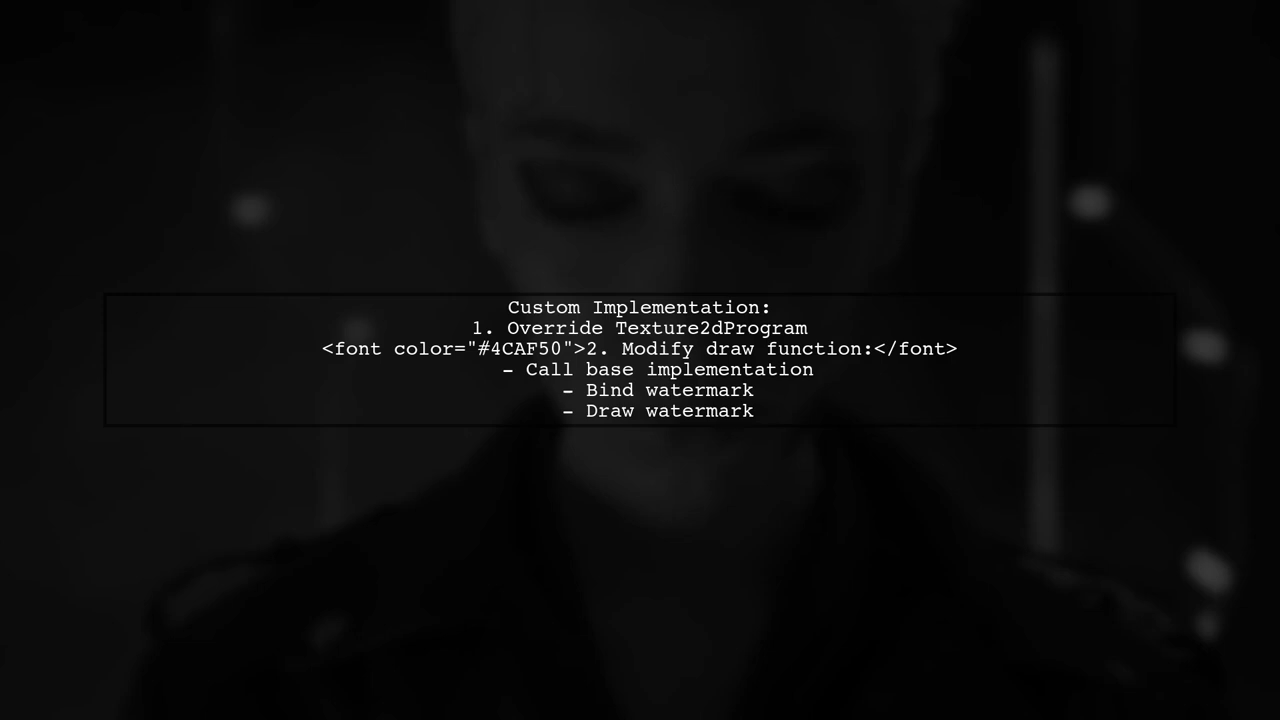 Custom Implementation:
1. Override Texture2dProgram
<font color="#4CAF50">2. Modify draw function:</font>
- Call base implementation
- Bind watermark
- Draw watermark